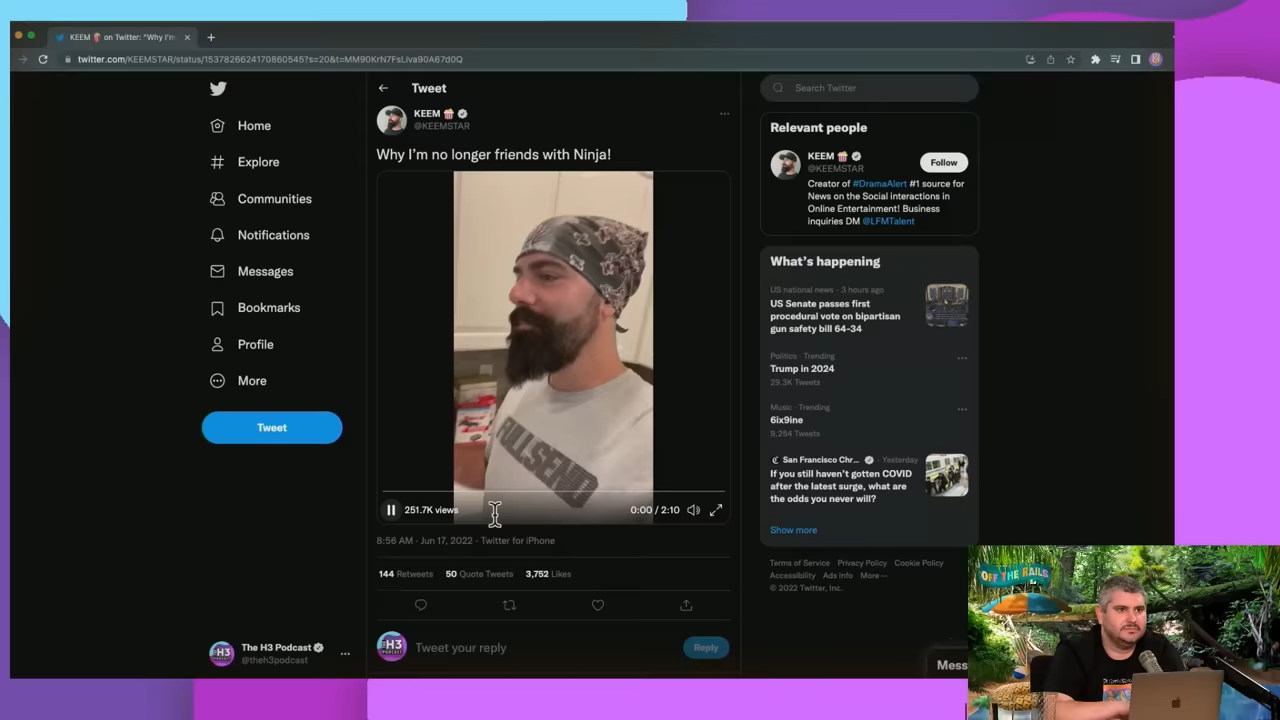 KEEM 🍿 on Twitter: "Why I'm
twitter.com/KEEMSTAR/status/1537826624170860545?s=20&t=MM90KrN7FsLiva90A67d0Q
Home
Explore
Communities
Notifications
Messages
Bookmarks
Profile
More
Tweet
The H3 Podcast
@theh3podcast
Tweet
KEEM 🍿
@KEEMSTAR
Why I'm no longer friends with Ninja!
FULLSEND
251.7K views
0:00 / 2:10
8:56 AM · Jun 17, 2022 · Twitter for iPhone
144 Retweets 50 Quote Tweets 3,752 Likes
H3
PODCAST
Tweet your reply
Reply
Search Twitter
Relevant people
KEEM 🍿
@KEEMSTAR
Follow
Creator of #DramaAlert #1 source for
News on the Social Interactions in
Online Entertainment! Business
inquiries DM @LFMTalent
What's happening
US national news · 3 hours ago
US Senate passes first
procedural vote on bipartisan
gun safety bill 64-34
Politics · Trending
Trump in 2024
29.3K Tweets
Music · Trending
6ix9ine
9,254 Tweets
San Francisco Chr... · Yesterday
If you still haven't gotten COVID
after the latest surge, what are
the odds you never will?
Show more
Terms of Service Privacy Policy Cookie Policy
Accessibility Ads info More
© 2022 Twitter, Inc.
Mess
OFF THE RAILS